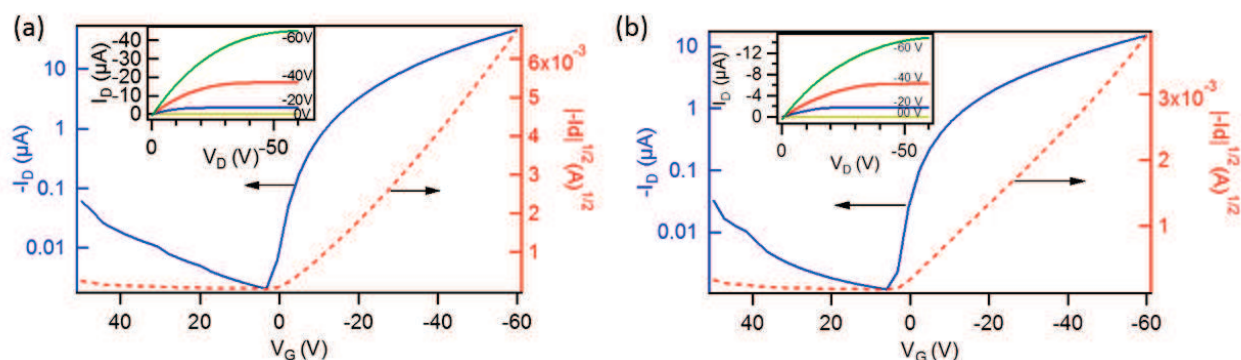 (a)
-40
-30
-20
-10
0
I_D (µA)
-60V
-40V
-20V
0V
0
-50
V_D (V)
10
1
0.1
0.01
-I_D (µA)
6x10^-3
5
4
3
2
1
|-Id|^1/2 (A)^1/2
40
20
0
-20
-40
-60
V_G (V)
(b)
-12
-8
-4
0
I_D (µA)
-60V
-40V
-20 V
00 V
0
-50
V_D (V)
10
1
0.1
0.01
-I_D (µA)
3x10^-3
2
1
|-Id|^1/2 (A)^1/2
40
20
0
-20
-40
-60
V_G (V)